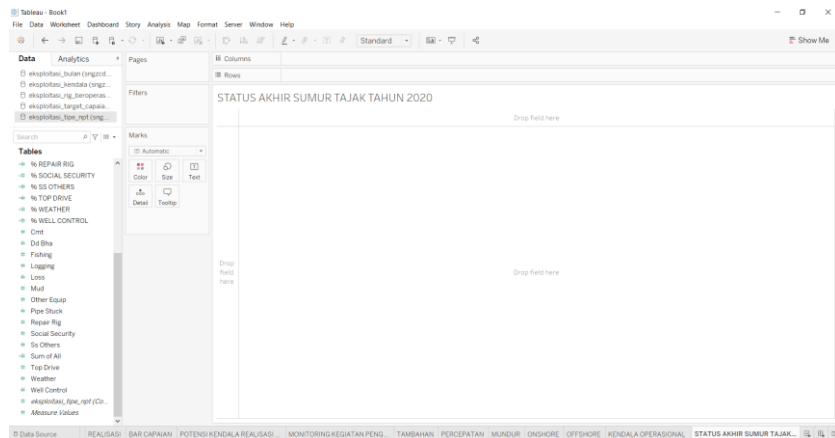 Tableau - Book1
File Data Worksheet Dashboard Story Analysis Map Format Server Window Help
Standard
Show Me
Data Analytics
Pages
Columns
Rows
eksploitasi_bulan (sngzcd...
eksploitasi_kendala (sngz...
eksploitasi_rig_beroperas...
eksploitasi_target_capaia...
eksploitasi_tipe_npt (sng...
Filters
STATUS AKHIR SUMUR TAJAK TAHUN 2020
Drop field here
Search
Marks
Automatic
Color Size Text
Detail Tooltip
Tables
% REPAIR RIG
% SOCIAL SECURITY
% SS OTHERS
% TOP DRIVE
% WEATHER
% WELL CONTROL
Cmt
Dd Bha
Fishing
Logging
Loss
Mud
Other Equip
Pipe Stuck
Repair Rig
Social Security
Ss Others
Sum of All
Top Drive
Weather
Well Control
eksploitasi_tipe_npt (Co...
Measure Values
Drop
field
here
Drop field here
Data Source REALISASI BAR CAPAIAN POTENSI KENDALA REALISASI ... MONITORING KEGIATAN PENG... TAMBAHAN PERCEPATAN MUNDUR ONSHORE OFFSHORE KENDALA OPERASIONAL STATUS AKHIR SUMUR TAJAK...